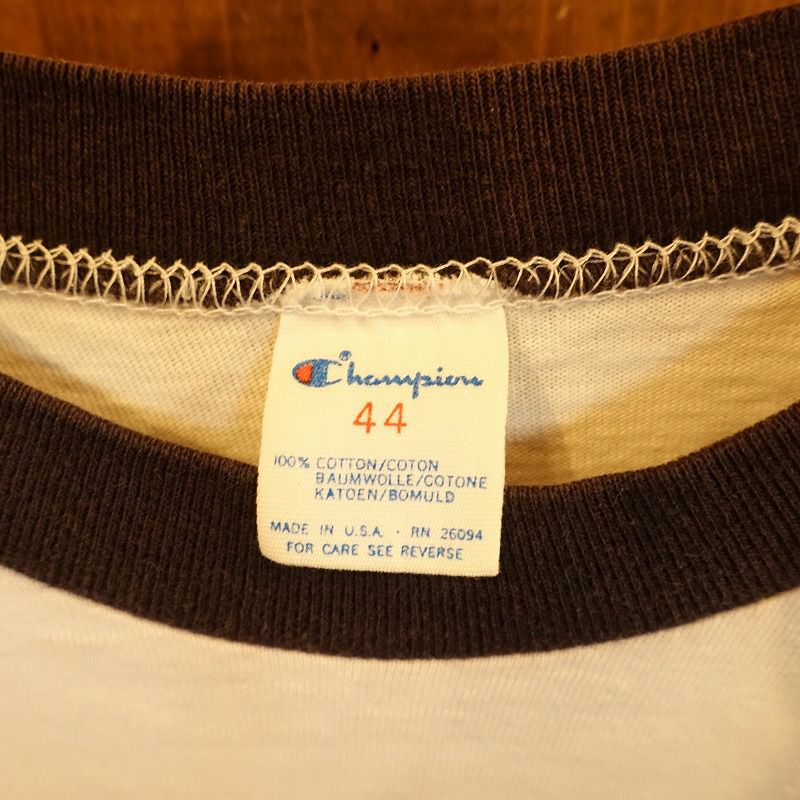 Champion®
44
100% COTTON/COTON
BAUMWOLLE/COTONE
KATOEN/BOMULD
MADE IN U.S.A. · RN 26094
FOR CARE SEE REVERSE